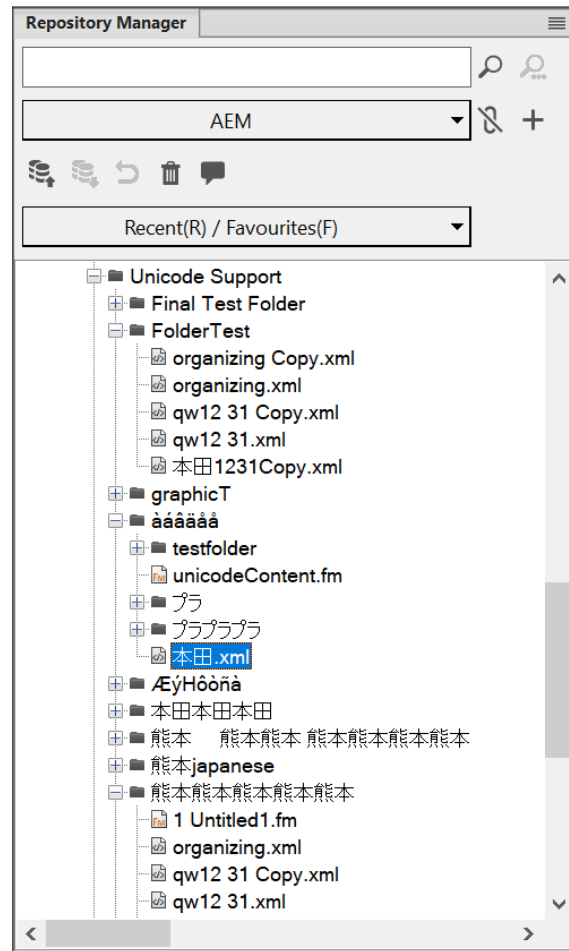 Repository Manager
AEM
Recent(R) / Favourites(F)
Unicode Support
Final Test Folder
FolderTest
organizing Copy.xml
organizing.xml
qw12 31 Copy.xml
qw12 31.xml
本田1231Copy.xml
graphicT
àáâäåå
testfolder
unicodeContent.fm
プラ
プラプラプラ
本田.xml
ÆýHôòñà
本田本田本田
熊本　 熊本熊本 熊本熊本熊本熊本
熊本japanese
熊本熊本熊本熊本熊本
1 Untitled1.fm
organizing.xml
qw12 31 Copy.xml
qw12 31.xml